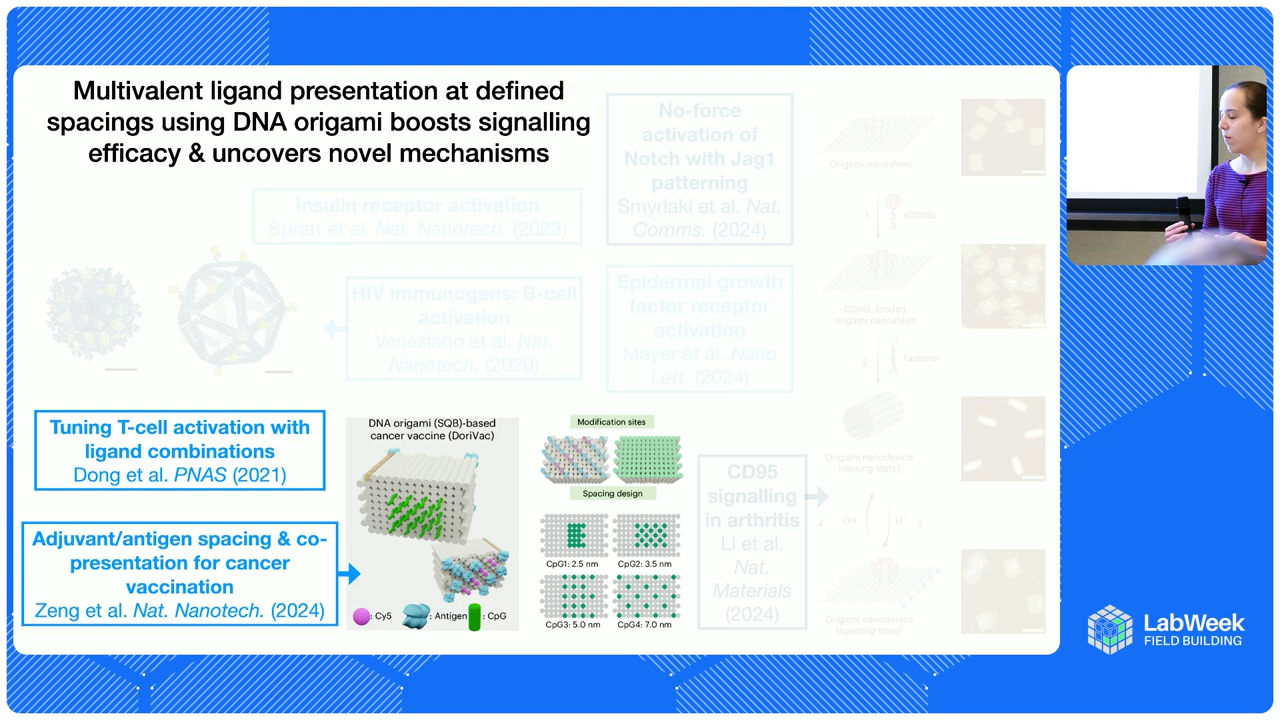 Multivalent ligand presentation at defined
spacings using DNA origami boosts signalling
efficacy & uncovers novel mechanisms
No-force
activation of
Notch with Jag1
patterning
Smyrlaki et al. Nat.
Comms. (2024)
Insulin receptor activation
Spratt et al. Nat. Nanotech. (2023)
HIV immunogens: B-cell
activation
Veneziano et al. Nat.
Nanotech. (2020)
Epidermal growth
factor receptor
activation
Mayer et al. Nano
Lett. (2024)
Origami nanosheet
1
sCD95L
CD95L-loaded
origami nanosheet
2
Fastener
Origami nanodevice
(closing state)
4
OH⁻
H⁺
3
Origami nanodevice
(opening state)
Tuning T-cell activation with
ligand combinations
Dong et al. PNAS (2021)
Adjuvant/antigen spacing & co-
presentation for cancer
vaccination
Zeng et al. Nat. Nanotech. (2024)
DNA origami (SQB)-based
cancer vaccine (DoriVac)
: Cy5
: Antigen
: CpG
Modification sites
Spacing design
CpG1: 2.5 nm
CpG2: 3.5 nm
CpG3: 5.0 nm
CpG4: 7.0 nm
CD95
signalling
in arthritis
Li et al.
Nat.
Materials
(2024)
LabWeek
FIELD BUILDING